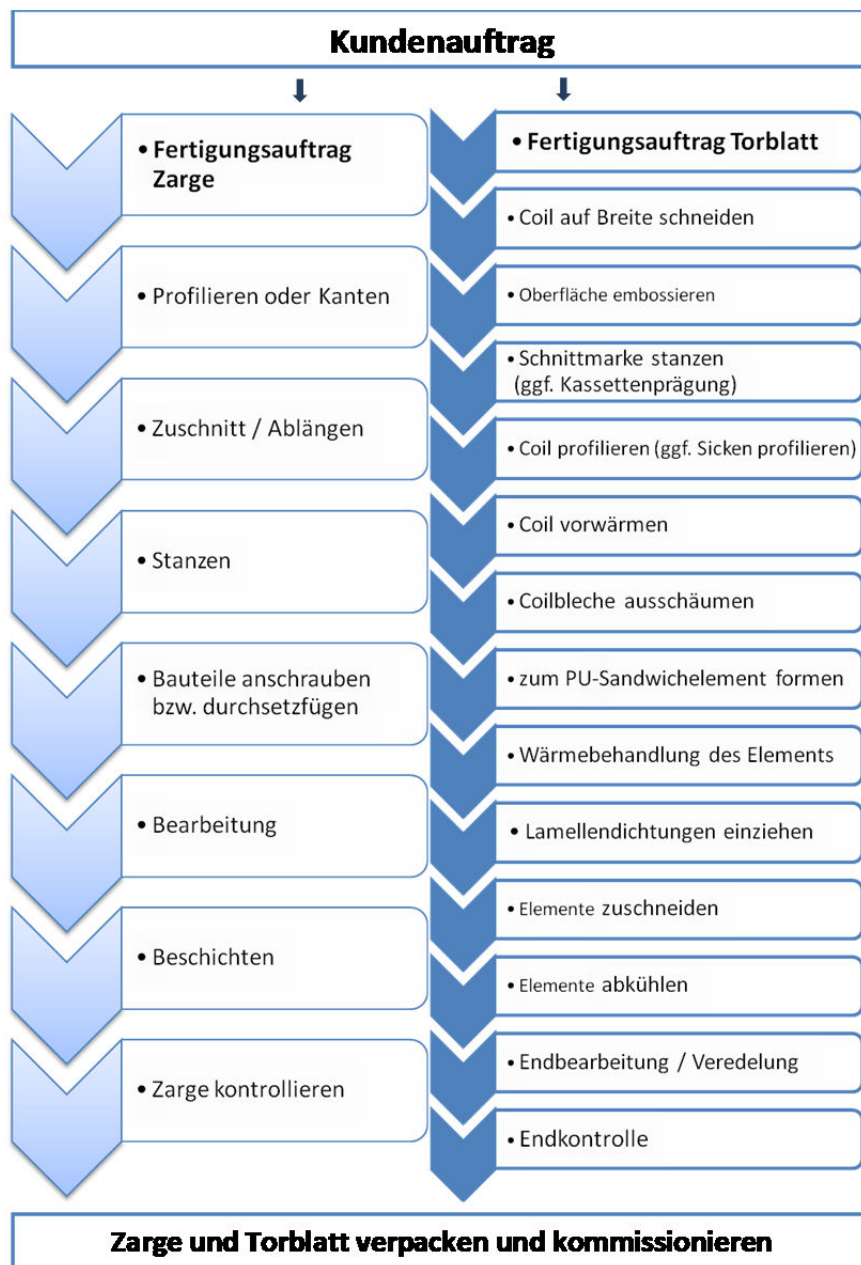 Kundenauftrag
• Fertigungsauftrag
Zarge
• Profilieren oder Kanten
• Zuschnitt / Ablängen
• Stanzen
• Bauteile anschrauben
bzw. durchsetzfügen
• Bearbeitung
• Beschichten
• Zarge kontrollieren
• Fertigungsauftrag Torblatt
• Coil auf Breite schneiden
• Oberfläche embossieren
• Schnittmarke stanzen
(ggf. Kassettenprägung)
• Coil profilieren (ggf. Sicken profilieren)
• Coil vorwärmen
• Coilbleche ausschäumen
• zum PU-Sandwichelement formen
• Wärmebehandlung des Elements
• Lamellendichtungen einziehen
• Elemente zuschneiden
• Elemente abkühlen
• Endbearbeitung / Veredelung
• Endkontrolle
Zarge und Torblatt verpacken und kommissionieren